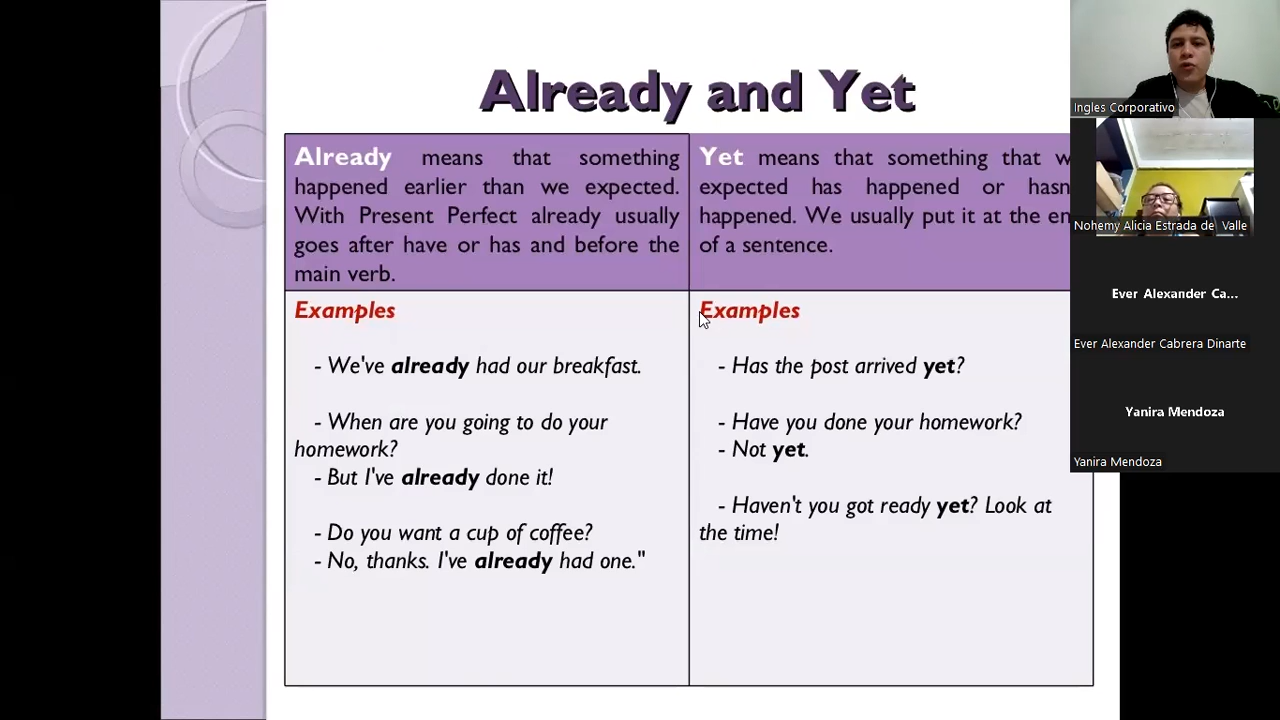 Already and Yet
Already means that something
happened earlier than we expected.
With Present Perfect already usually
goes after have or has and before the
main verb.
Yet means that something that w
expected has happened or hasn
happened. We usually put it at the en
of a sentence.
Examples
- We've already had our breakfast.
- When are you going to do your
homework?
- But I've already done it!
- Do you want a cup of coffee?
- No, thanks. I've already had one."
Examples
- Has the post arrived yet?
- Have you done your homework?
- Not yet.
- Haven't you got ready yet? Look at
the time!
Ingles Corporativo
Nohemy Alicia Estrada de Valle
Ever Alexander Ca...
Ever Alexander Cabrera Dinarte
Yanira Mendoza
Yanira Mendoza